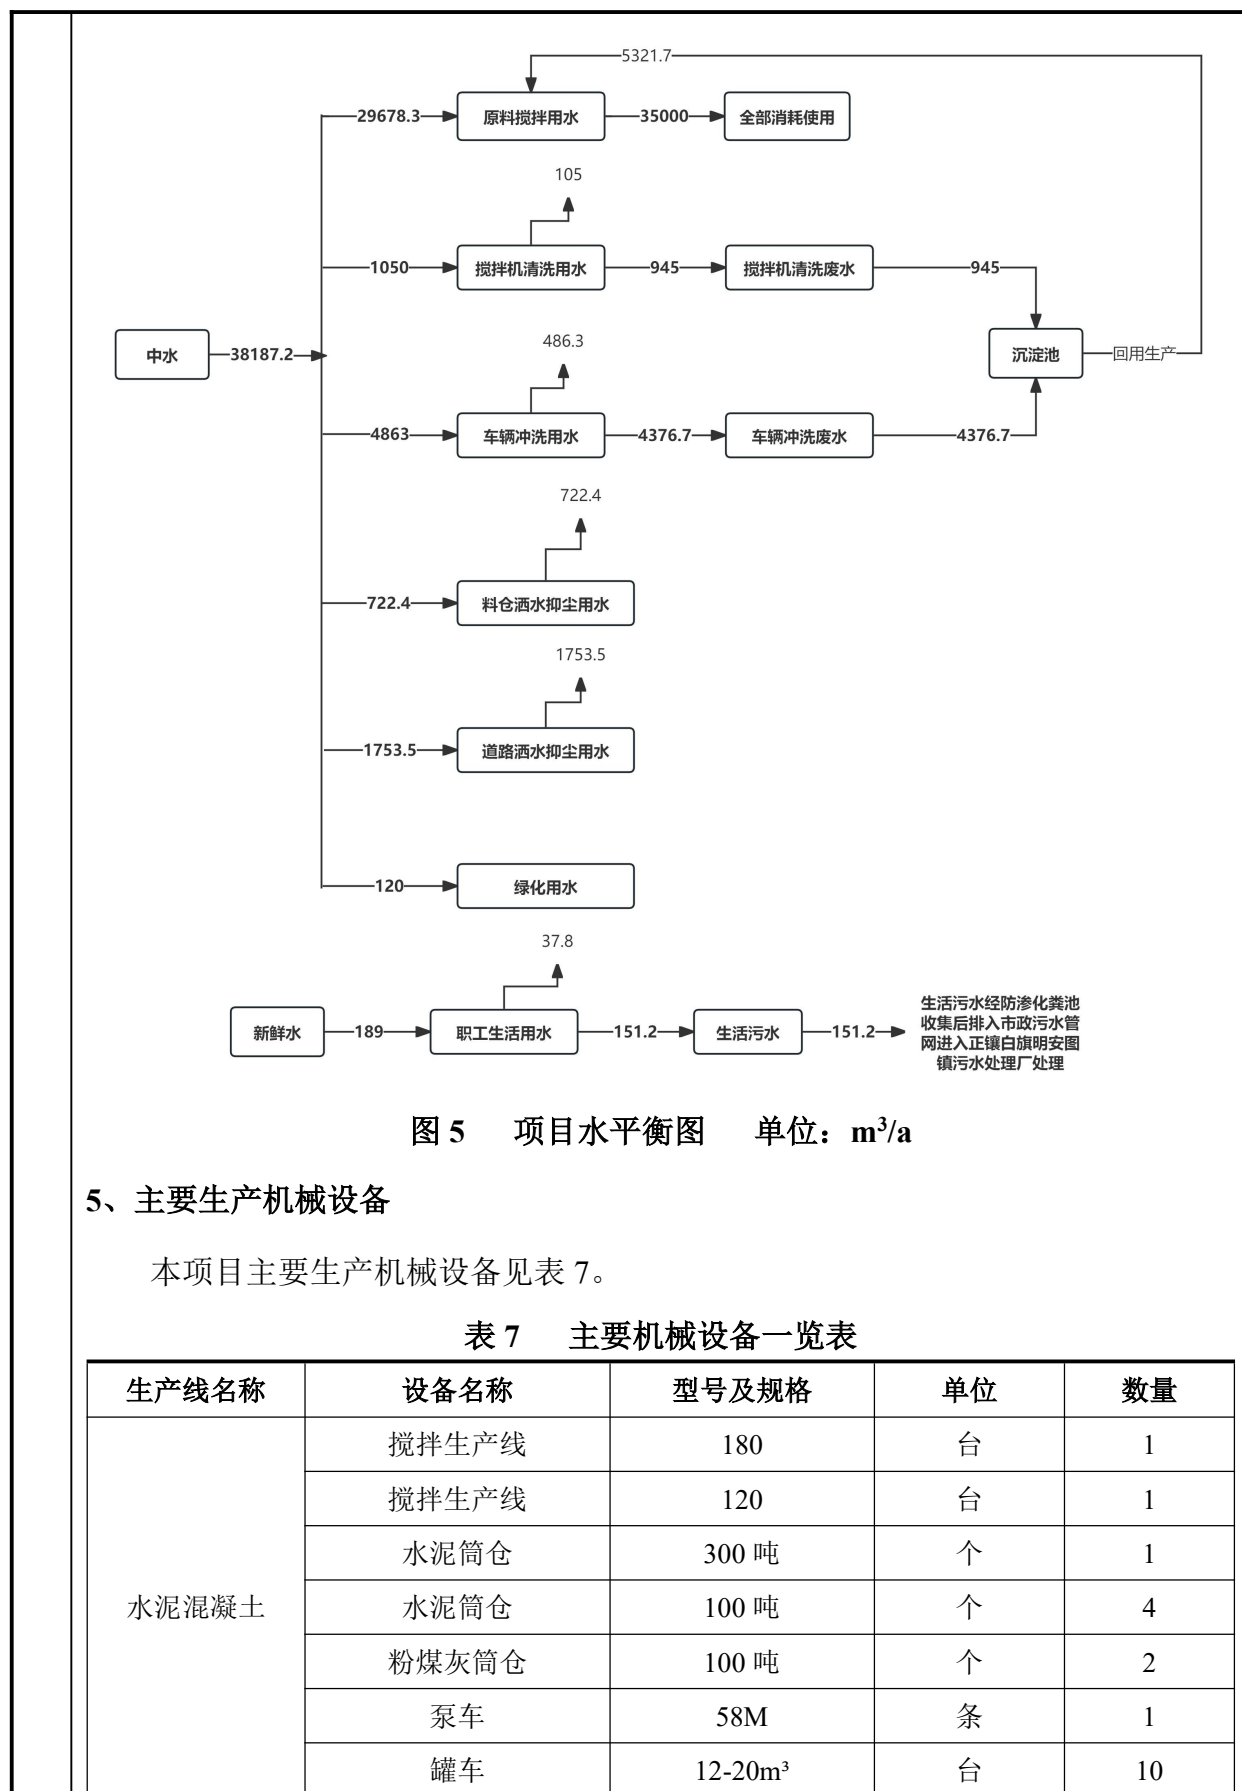 5321.7
29678.3 原料搅拌用水 35000 全部消耗使用
105
1050 搅拌机清洗用水 945 搅拌机清洗废水 945
中水 38187.2 486.3 沉淀池 回用生产
4863 车辆冲洗用水 4376.7 车辆冲洗废水 4376.7
722.4
722.4 料仓洒水抑尘用水
1753.5
1753.5 道路洒水抑尘用水
120 绿化用水
37.8
新鲜水 189 职工生活用水 151.2 生活污水 151.2
生活污水经防渗化粪池
收集后排入市政污水管
网进入正镶白旗明安图
镇污水处理厂处理
图 5 项目水平衡图 单位：m³/a
5、主要生产机械设备
本项目主要生产机械设备见表 7。
表 7 主要机械设备一览表
生产线名称 设备名称 型号及规格 单位 数量
水泥混凝土
搅拌生产线 180 台 1
搅拌生产线 120 台 1
水泥筒仓 300 吨 个 1
水泥筒仓 100 吨 个 4
粉煤灰筒仓 100 吨 个 2
泵车 58M 条 1
罐车 12-20m³ 台 10